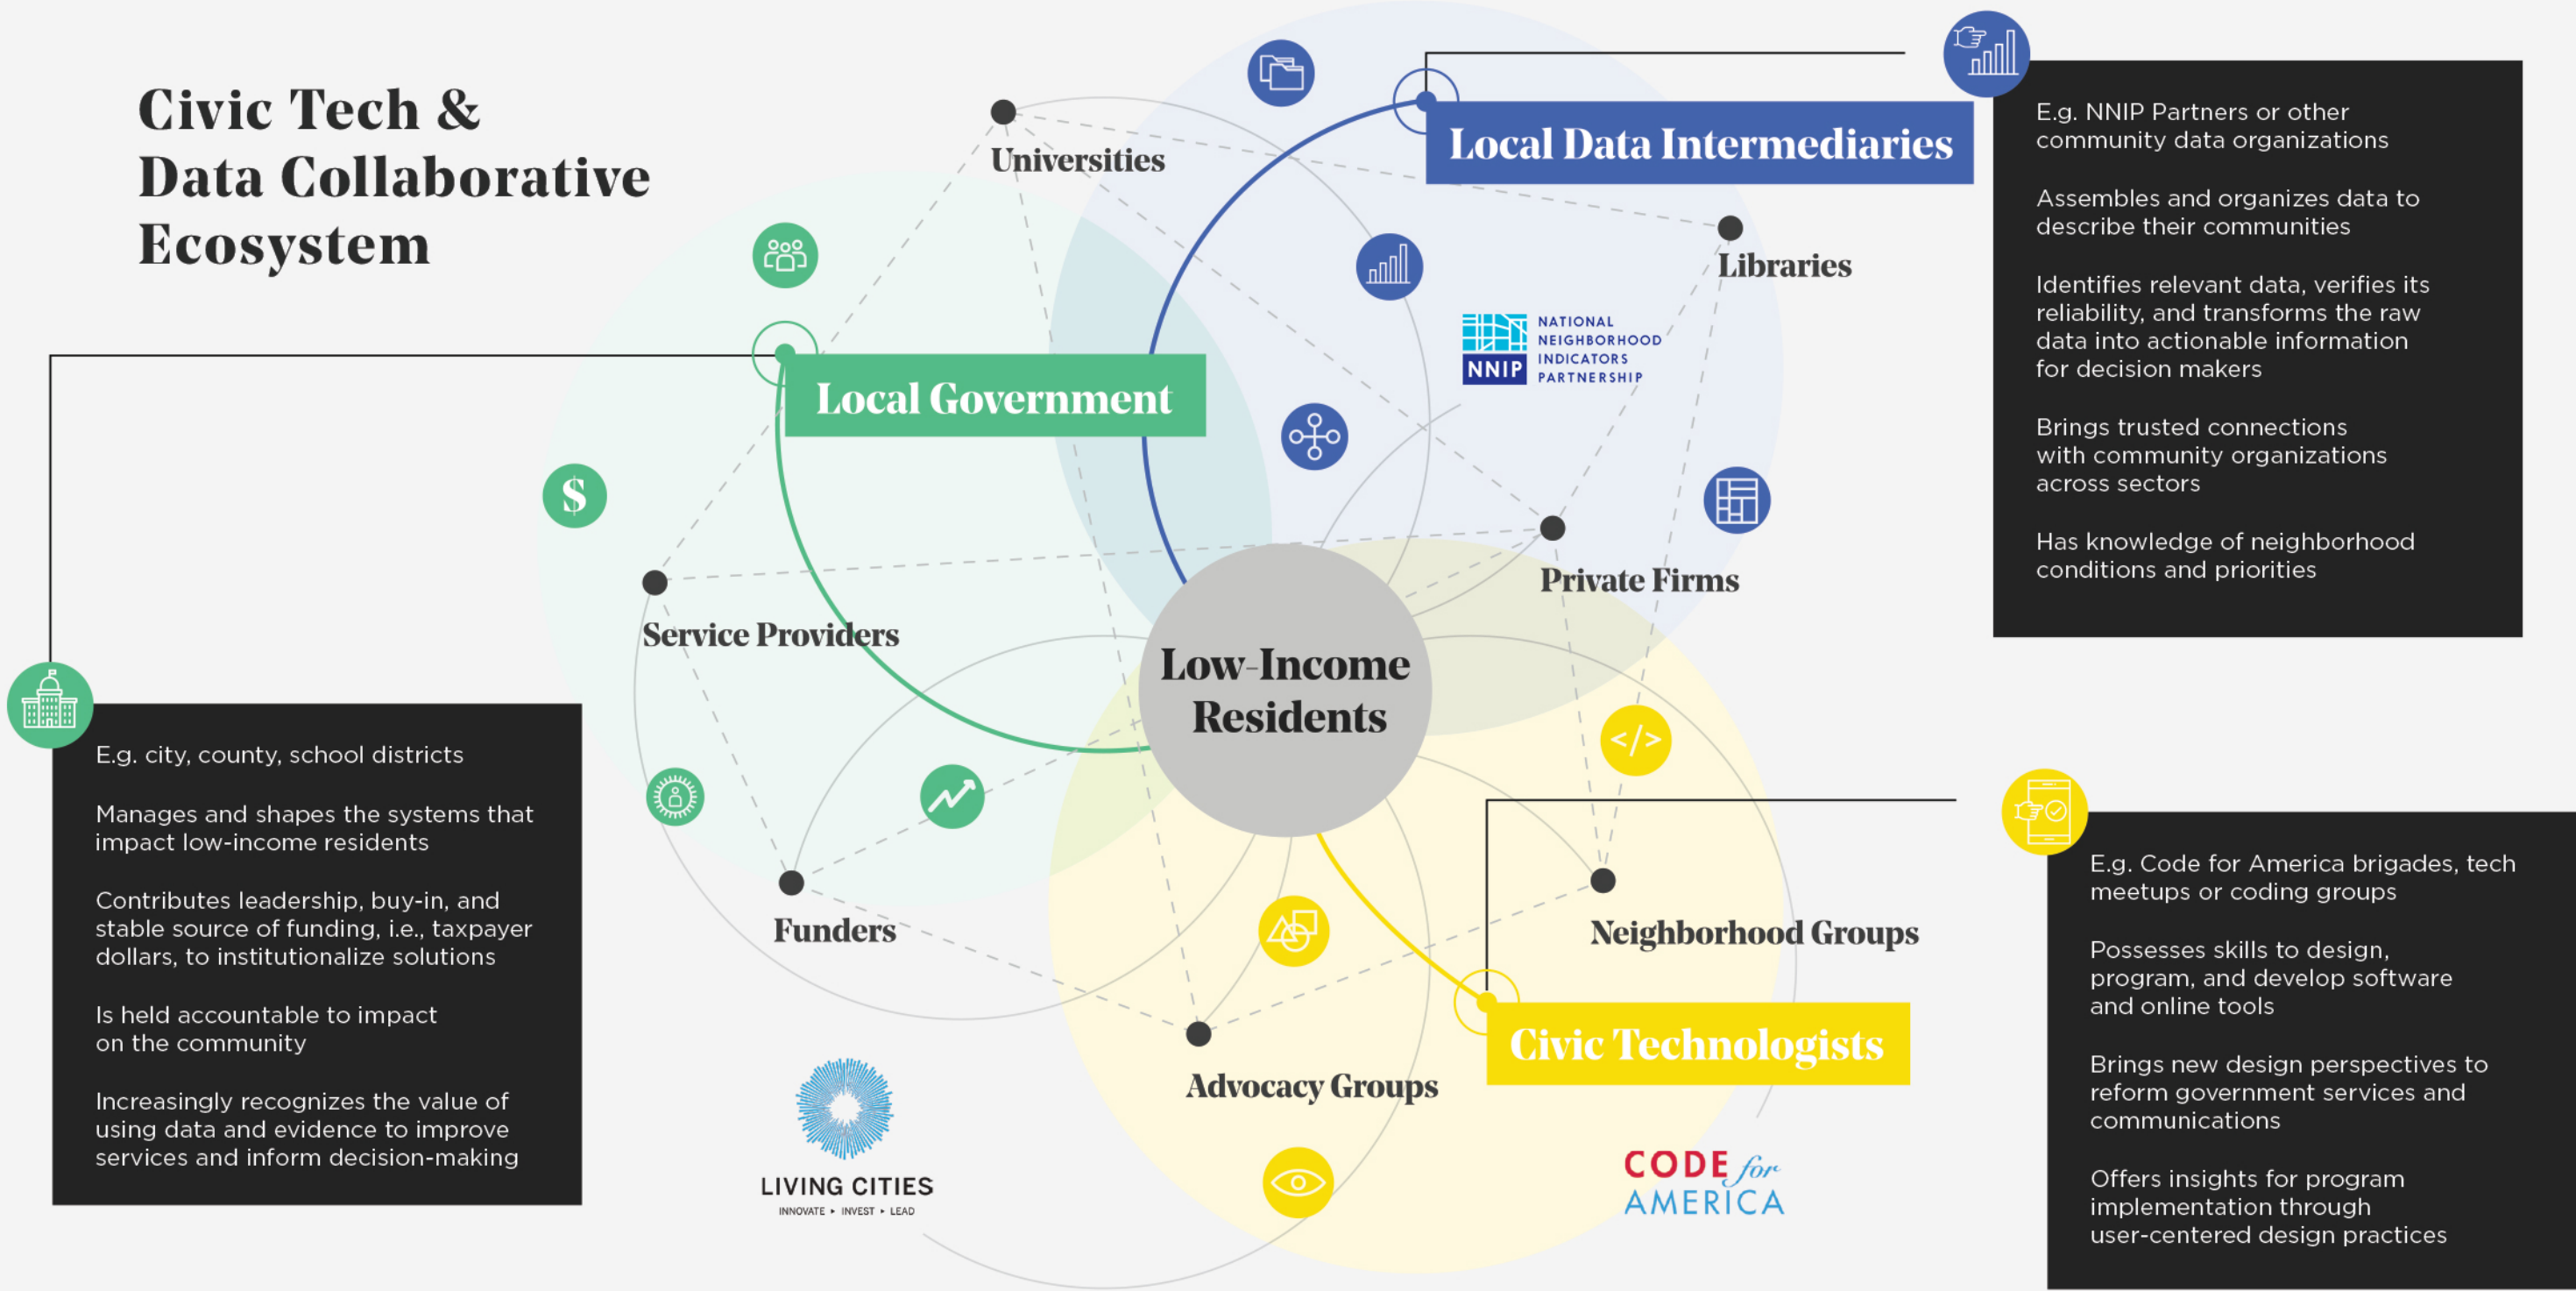 Civic Tech &
Data Collaborative
Ecosystem
Universities
Local Data Intermediaries
Libraries
NNIP
NATIONAL
NEIGHBORHOOD
INDICATORS
PARTNERSHIP
Local Government
$
Private Firms
Service Providers
Low-Income
Residents
</>
Funders
Neighborhood Groups
Advocacy Groups
Civic Technologists
LIVING CITIES
INNOVATE ▸ INVEST ▸ LEAD
CODE for
AMERICA
E.g. NNIP Partners or other
community data organizations
Assembles and organizes data to
describe their communities
Identifies relevant data, verifies its
reliability, and transforms the raw
data into actionable information
for decision makers
Brings trusted connections
with community organizations
across sectors
Has knowledge of neighborhood
conditions and priorities
E.g. city, county, school districts
Manages and shapes the systems that
impact low-income residents
Contributes leadership, buy-in, and
stable source of funding, i.e., taxpayer
dollars, to institutionalize solutions
Is held accountable to impact
on the community
Increasingly recognizes the value of
using data and evidence to improve
services and inform decision-making
E.g. Code for America brigades, tech
meetups or coding groups
Possesses skills to design,
program, and develop software
and online tools
Brings new design perspectives to
reform government services and
communications
Offers insights for program
implementation through
user-centered design practices